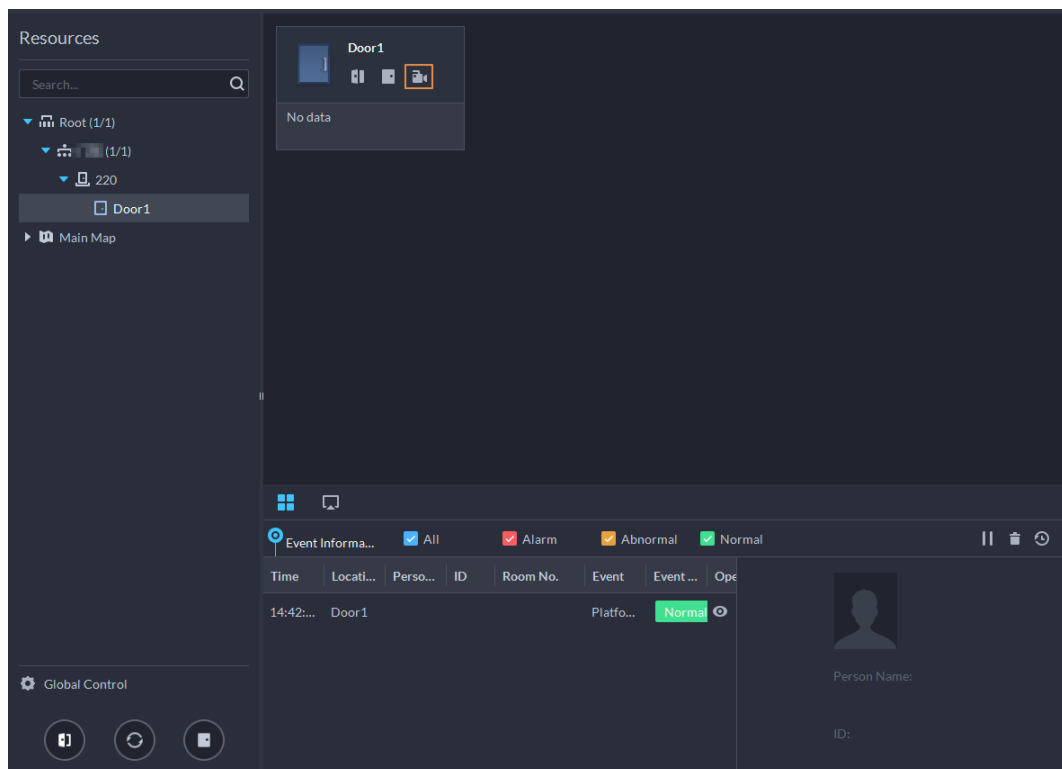 Resources
Search...
Root (1/1)
(1/1)
220
Door1
Main Map
Global Control
Door1
No data
Event Informa...
All
Alarm
Abnormal
Normal
Time Locati... Perso... ID Room No. Event Event ... Ope
14:42:... Door1 Platfo... Normal
Person Name:
ID: